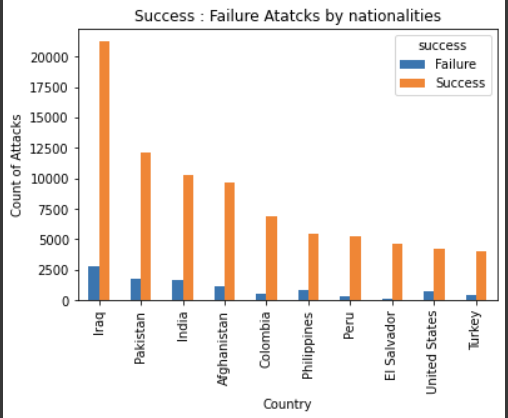 Success : Failure Atatcks by nationalities
success
Failure
Success
Count of Attacks
20000
17500
15000
12500
10000
7500
5000
2500
0
Iraq
Pakistan
India
Afghanistan
Colombia
Philippines
Peru
El Salvador
United States
Turkey
Country